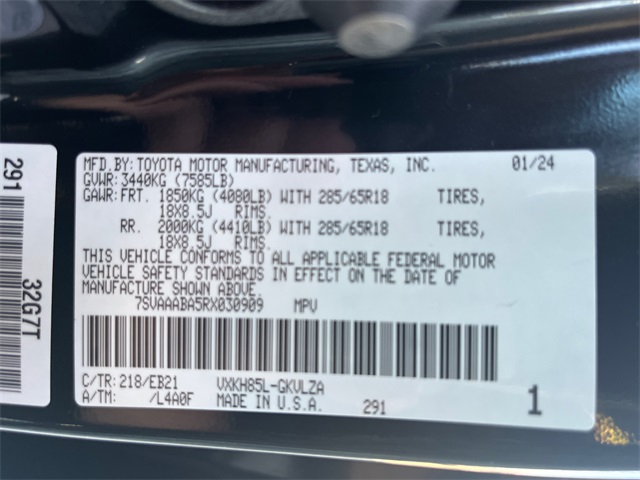 MFD.BY: TOYOTA MOTOR MANUFACTURING, TEXAS, INC. 01/24
GVWR: 3440KG (7585LB)
GAWR: FRT. 1850KG (4080LB) WITH 285/65R18 TIRES,
18X8.5J RIMS.
RR. 2000KG (4410LB) WITH 285/65R18 TIRES,
18X8.5J RIMS.
THIS VEHICLE CONFORMS TO ALL APPLICABLE FEDERAL MOTOR
VEHICLE SAFETY STANDARDS IN EFFECT ON THE DATE OF
MANUFACTURE SHOWN ABOVE
7SVAAABA5RX030909 MPV
C/TR: 218/EB21 VXKH85L-GKVLZA
A/TM: /L4A0F MADE IN U.S.A. 291 1
291
32G7T